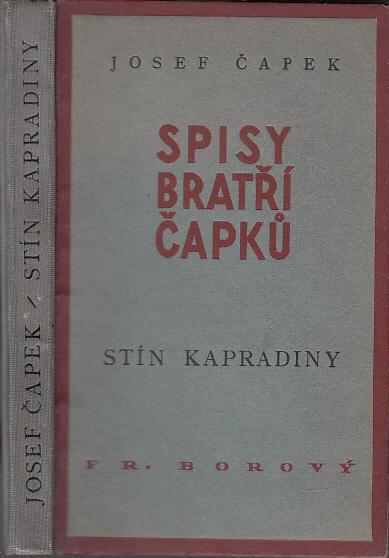 JOSEF ČAPEK / STÍN KAPRADINY
JOSEF ČAPEK
SPISY
BRATŘÍ
ČAPKŮ
STÍN KAPRADINY
FR. BOROVÝ